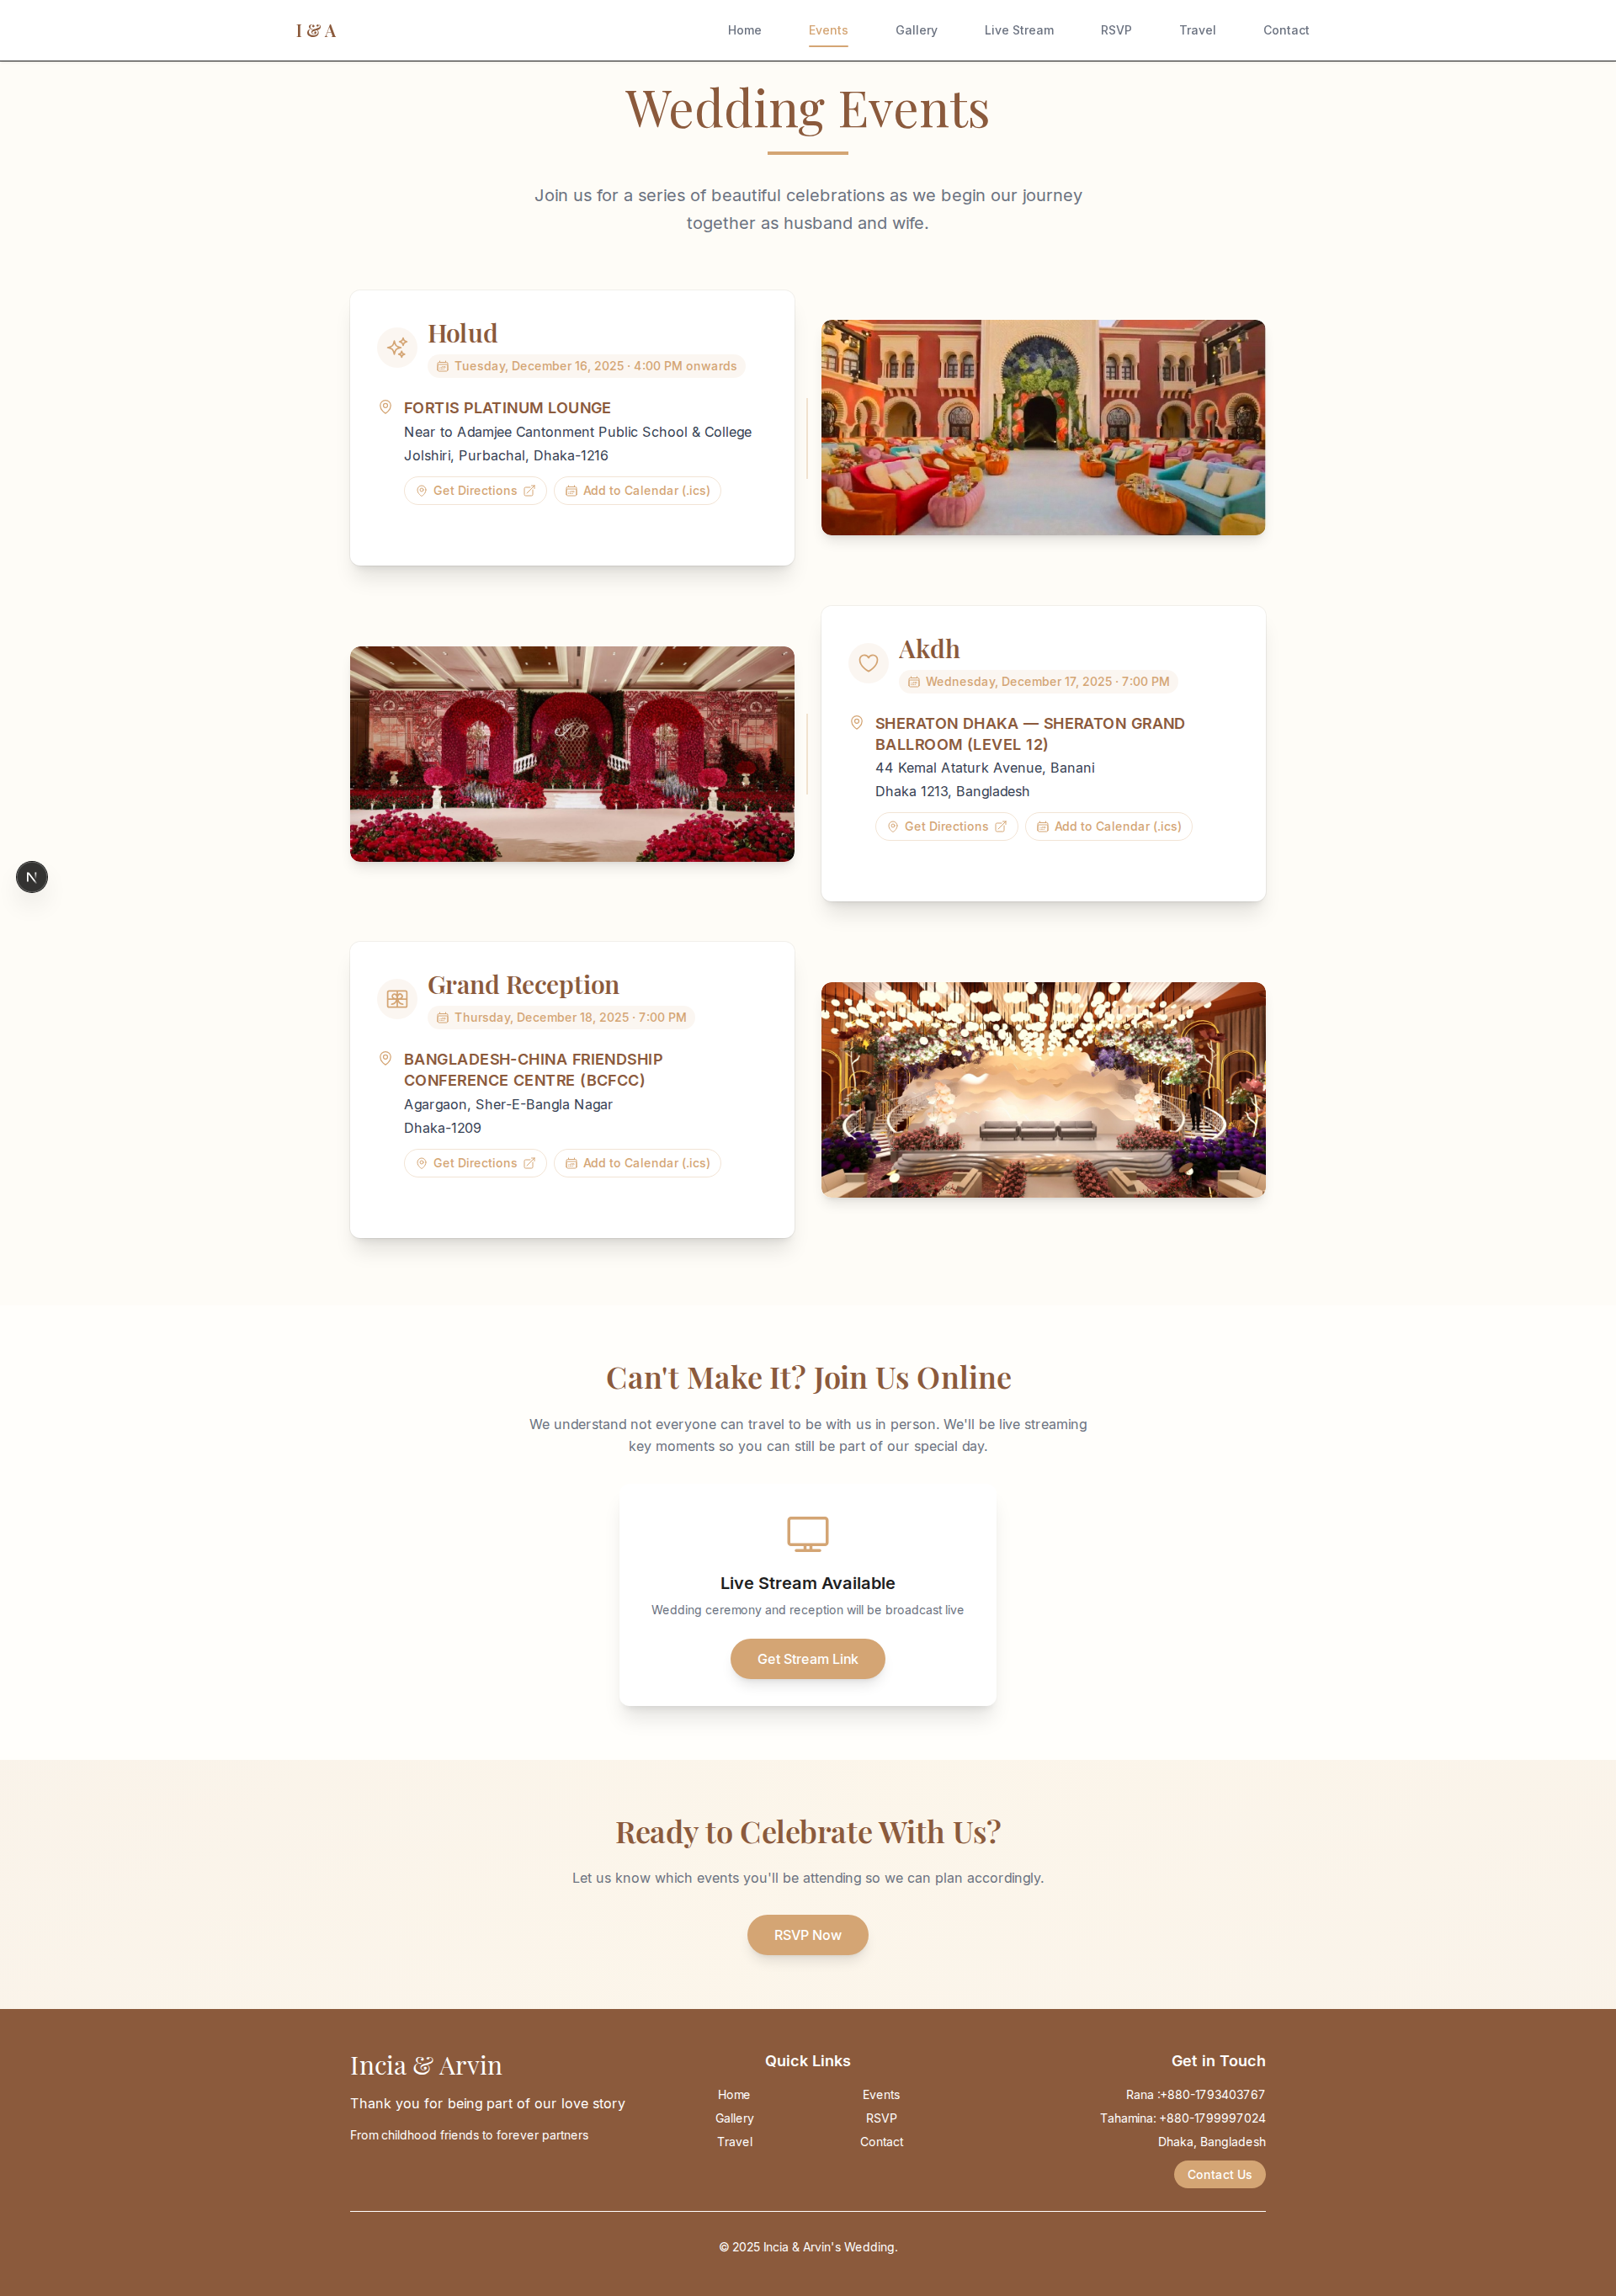 I & A
Home
Events
Gallery
Live Stream
RSVP
Travel
Contact
Wedding Events
Join us for a series of beautiful celebrations as we begin our journey
together as husband and wife.
Holud
Tuesday, December 16, 2025 · 4:00 PM onwards
FORTIS PLATINUM LOUNGE
Near to Adamjee Cantonment Public School & College
Jolshiri, Purbachal, Dhaka-1216
Get Directions
Add to Calendar (.ics)
Akdh
Wednesday, December 17, 2025 · 7:00 PM
SHERATON DHAKA — SHERATON GRAND
BALLROOM (LEVEL 12)
44 Kemal Ataturk Avenue, Banani
Dhaka 1213, Bangladesh
Get Directions
Add to Calendar (.ics)
N
Grand Reception
Thursday, December 18, 2025 · 7:00 PM
BANGLADESH-CHINA FRIENDSHIP
CONFERENCE CENTRE (BCFCC)
Agargaon, Sher-E-Bangla Nagar
Dhaka-1209
Get Directions
Add to Calendar (.ics)
Can't Make It? Join Us Online
We understand not everyone can travel to be with us in person. We'll be live streaming
key moments so you can still be part of our special day.
Live Stream Available
Wedding ceremony and reception will be broadcast live
Get Stream Link
Ready to Celebrate With Us?
Let us know which events you'll be attending so we can plan accordingly.
RSVP Now
Incia & Arvin
Thank you for being part of our love story
From childhood friends to forever partners
Quick Links
Home
Events
Gallery
RSVP
Travel
Contact
Get in Touch
Rana :+880-1793403767
Tahamina: +880-1799997024
Dhaka, Bangladesh
Contact Us
© 2025 Incia & Arvin's Wedding.